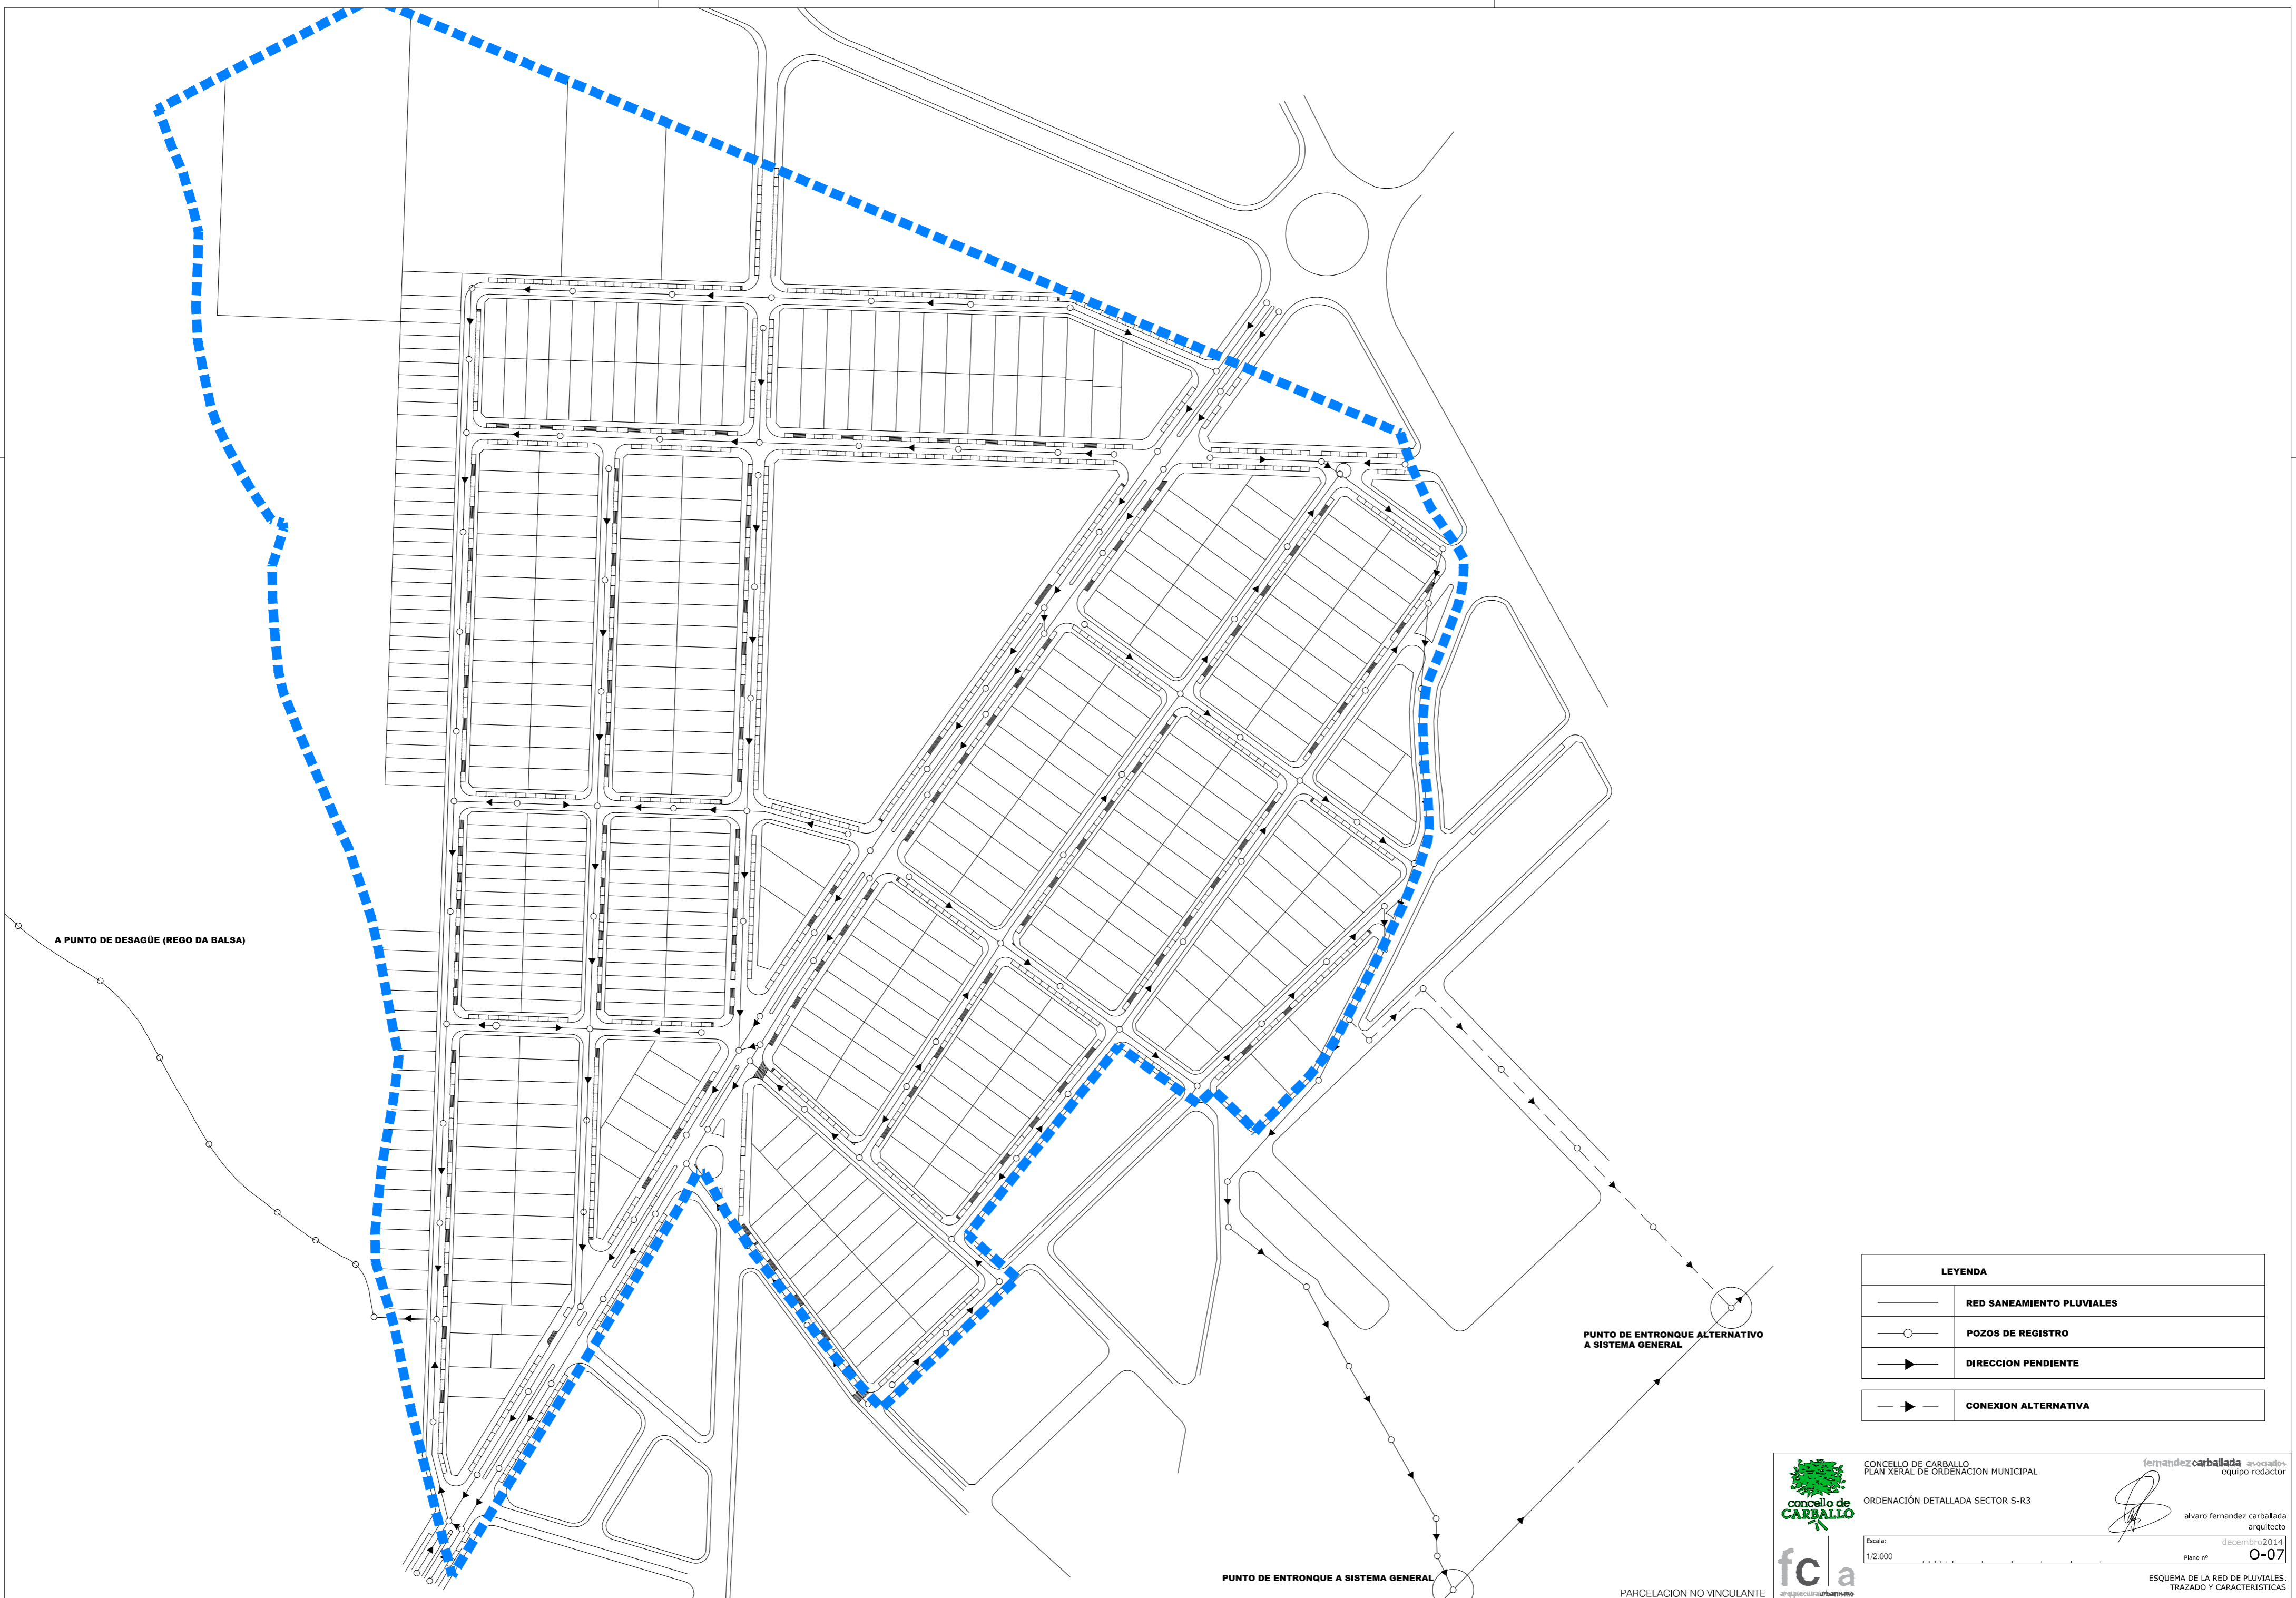 A PUNTO DE DESAGÜE (REGO DA BALSA)
PUNTO DE ENTRONQUE ALTERNATIVO
A SISTEMA GENERAL
PUNTO DE ENTRONQUE A SISTEMA GENERAL
PARCELACION NO VINCULANTE
LEYENDA
RED SANEAMIENTO PLUVIALES
POZOS DE REGISTRO
DIRECCION PENDIENTE
CONEXION ALTERNATIVA
concello de
CARBALLO
CONCELLO DE CARBALLO
PLAN XERAL DE ORDENACION MUNICIPAL
ORDENACIÓN DETALLADA SECTOR S-R3
fernandez carballada asociados
equipo redactor
alvaro fernandez carballada
arquitecto
Escala:
1/2.000
decembro2014
Plano nº O-07
fc a
arquitectura urbanismo
ESQUEMA DE LA RED DE PLUVIALES.
TRAZADO Y CARACTERISTICAS